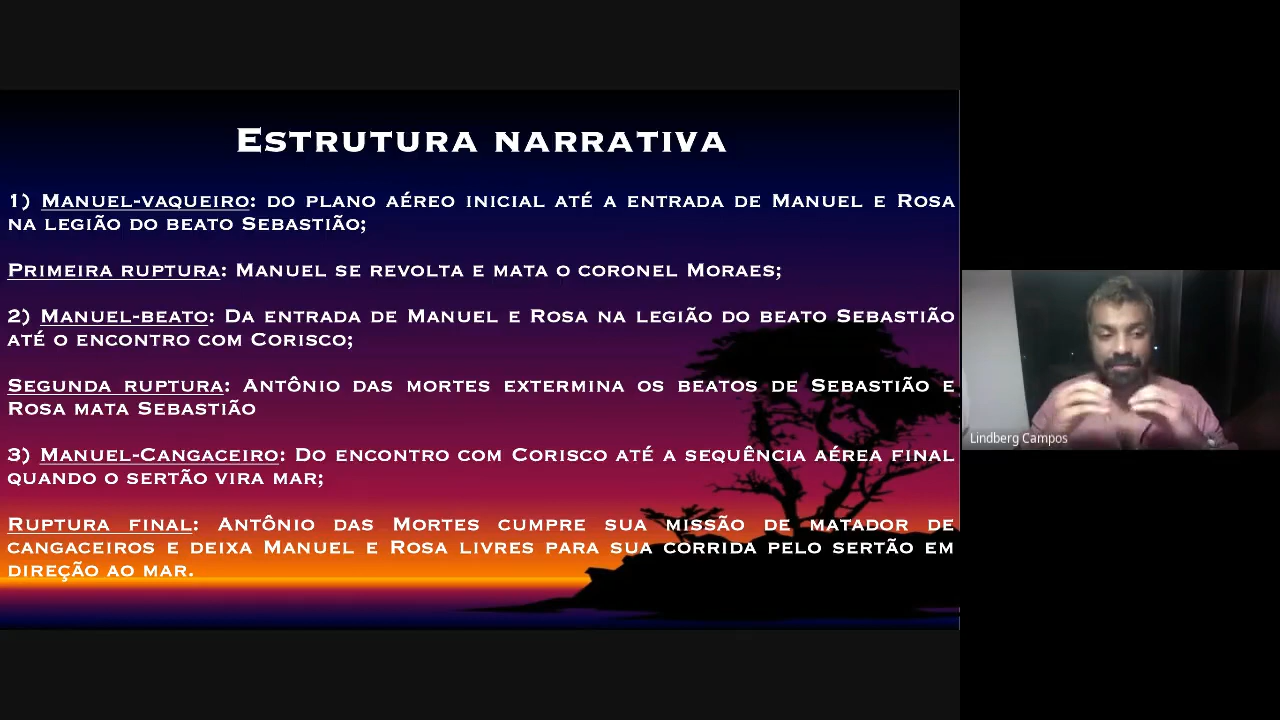 Estrutura narrativa
1) Manuel-vaqueiro: do plano aéreo inicial até a entrada de Manuel e Rosa
na legião do beato Sebastião;
Primeira ruptura: Manuel se revolta e mata o coronel Moraes;
2) Manuel-beato: Da entrada de Manuel e Rosa na legião do beato Sebastião
até o encontro com Corisco;
Segunda ruptura: Antônio das mortes extermina os beatos de Sebastião e
Rosa mata Sebastião
3) Manuel-Cangaceiro: Do encontro com Corisco até a sequência aérea final
quando o sertão vira mar;
Ruptura final: Antônio das Mortes cumpre sua missão de matador de
cangaceiros e deixa Manuel e Rosa livres para sua corrida pelo sertão em
direção ao mar.
Lindberg Campos